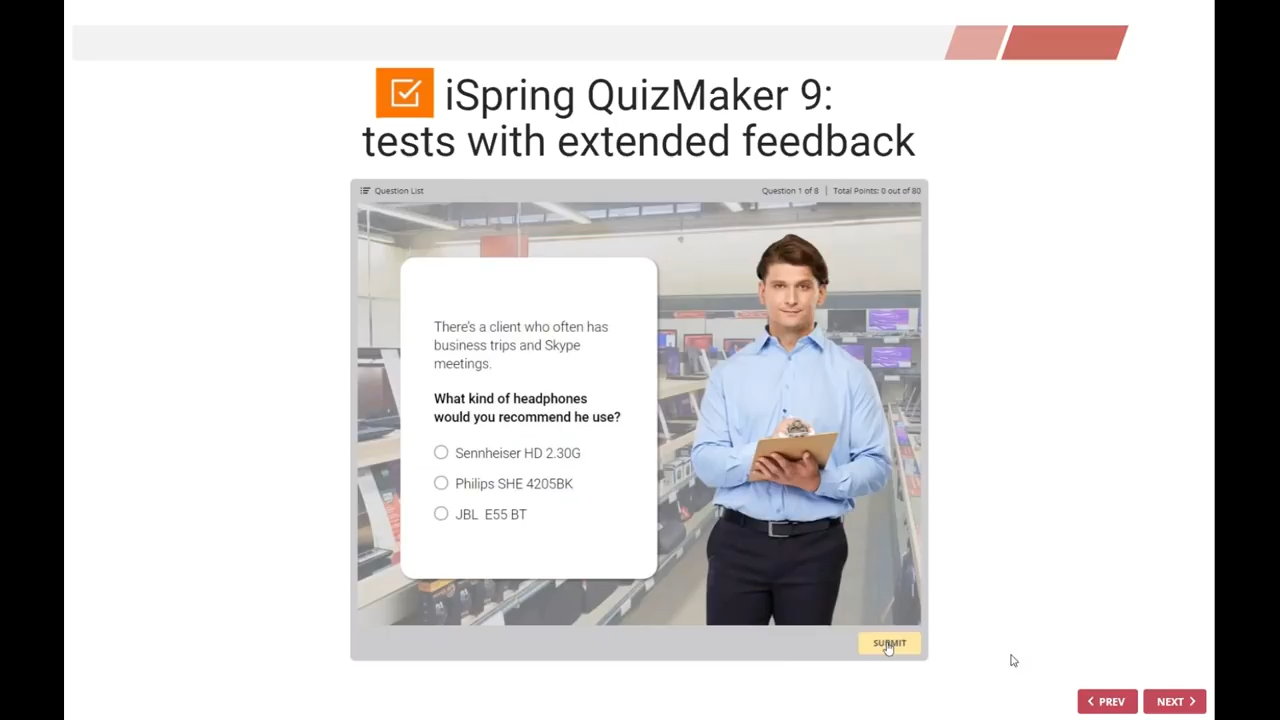 iSpring QuizMaker 9:
tests with extended feedback
Question List
Question 1 of 8 | Total Points: 0 out of 80
There's a client who often has
business trips and Skype
meetings.
What kind of headphones
would you recommend he use?
Sennheiser HD 2.30G
Philips SHE 4205BK
JBL E55 BT
SUBMIT
PREV
NEXT